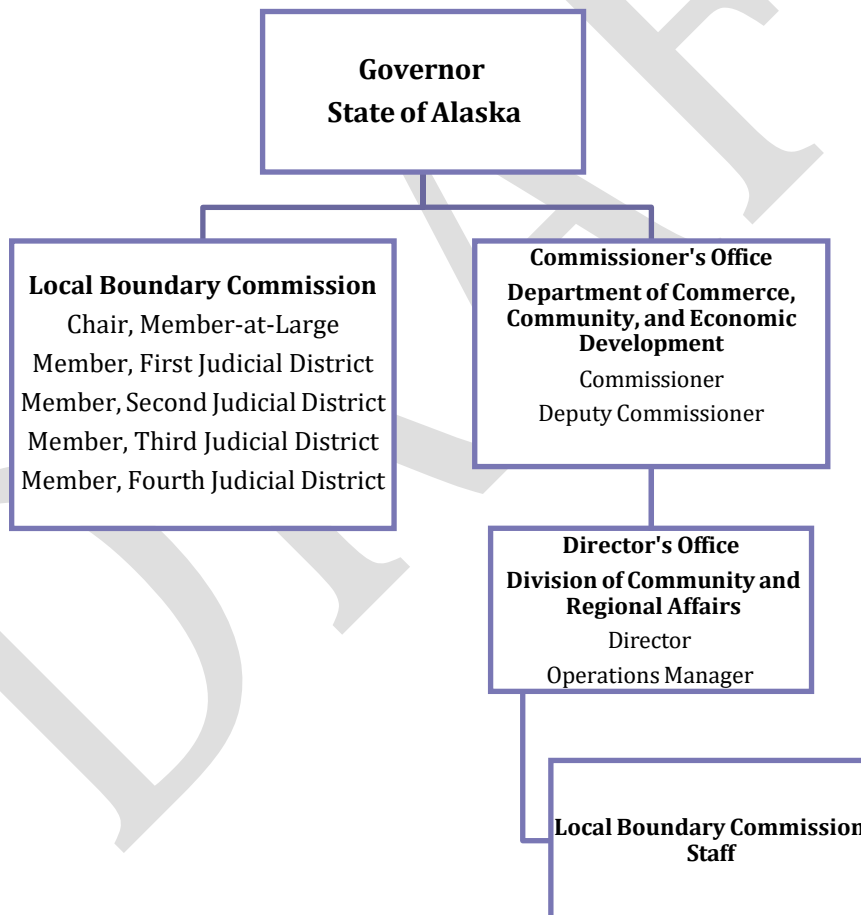 Governor
State of Alaska
Local Boundary Commission
Chair, Member-at-Large
Member, First Judicial District
Member, Second Judicial District
Member, Third Judicial District
Member, Fourth Judicial District
Commissioner's Office
Department of Commerce,
Community, and Economic
Development
Commissioner
Deputy Commissioner
Director's Office
Division of Community and
Regional Affairs
Director
Operations Manager
Local Boundary Commission
Staff